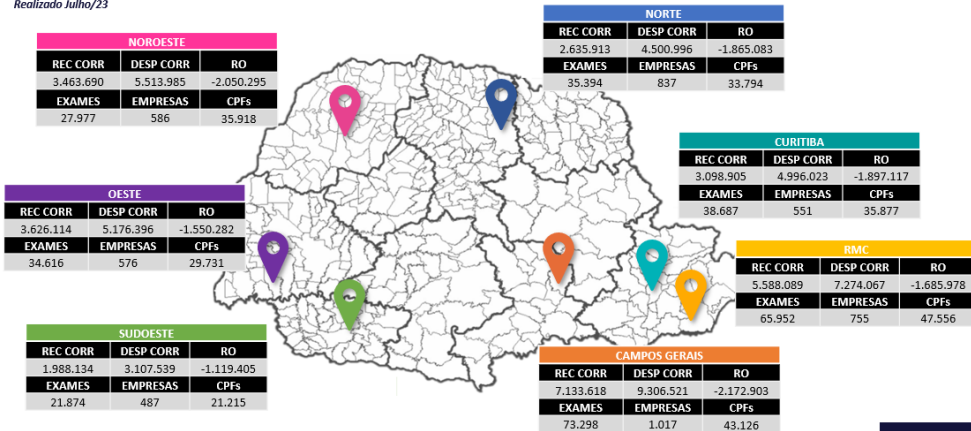 Realizado Julho/23
NORTE
REC CORR DESP CORR RO
2.635.913 4.500.996 -1.865.083
EXAMES EMPRESAS CPFs
35.394 837 33.794
NOROESTE
REC CORR DESP CORR RO
3.463.690 5.513.985 -2.050.295
EXAMES EMPRESAS CPFs
27.977 586 35.918
CURITIBA
REC CORR DESP CORR RO
3.098.905 4.996.023 -1.897.117
EXAMES EMPRESAS CPFs
38.687 551 35.877
OESTE
REC CORR DESP CORR RO
3.626.114 5.176.396 -1.550.282
EXAMES EMPRESAS CPFs
34.616 576 29.731
RMC
REC CORR DESP CORR RO
5.588.089 7.274.067 -1.685.978
EXAMES EMPRESAS CPFs
65.952 755 47.556
SUDOESTE
REC CORR DESP CORR RO
1.988.134 3.107.539 -1.119.405
EXAMES EMPRESAS CPFs
21.874 487 21.215
CAMPOS GERAIS
REC CORR DESP CORR RO
7.133.618 9.306.521 -2.172.903
EXAMES EMPRESAS CPFs
73.298 1.017 43.126